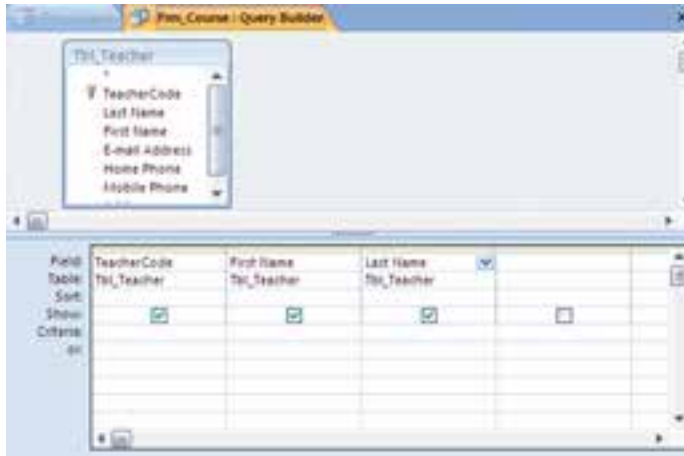 Frm_Course : Query Builder
Tbl_Teacher
*
TeacherCode
Last Name
First Name
E-mail Address
Home Phone
Mobile Phone
Field: TeacherCode First Name Last Name
Table: Tbl_Teacher Tbl_Teacher Tbl_Teacher
Sort:
Show:
Criteria:
or: